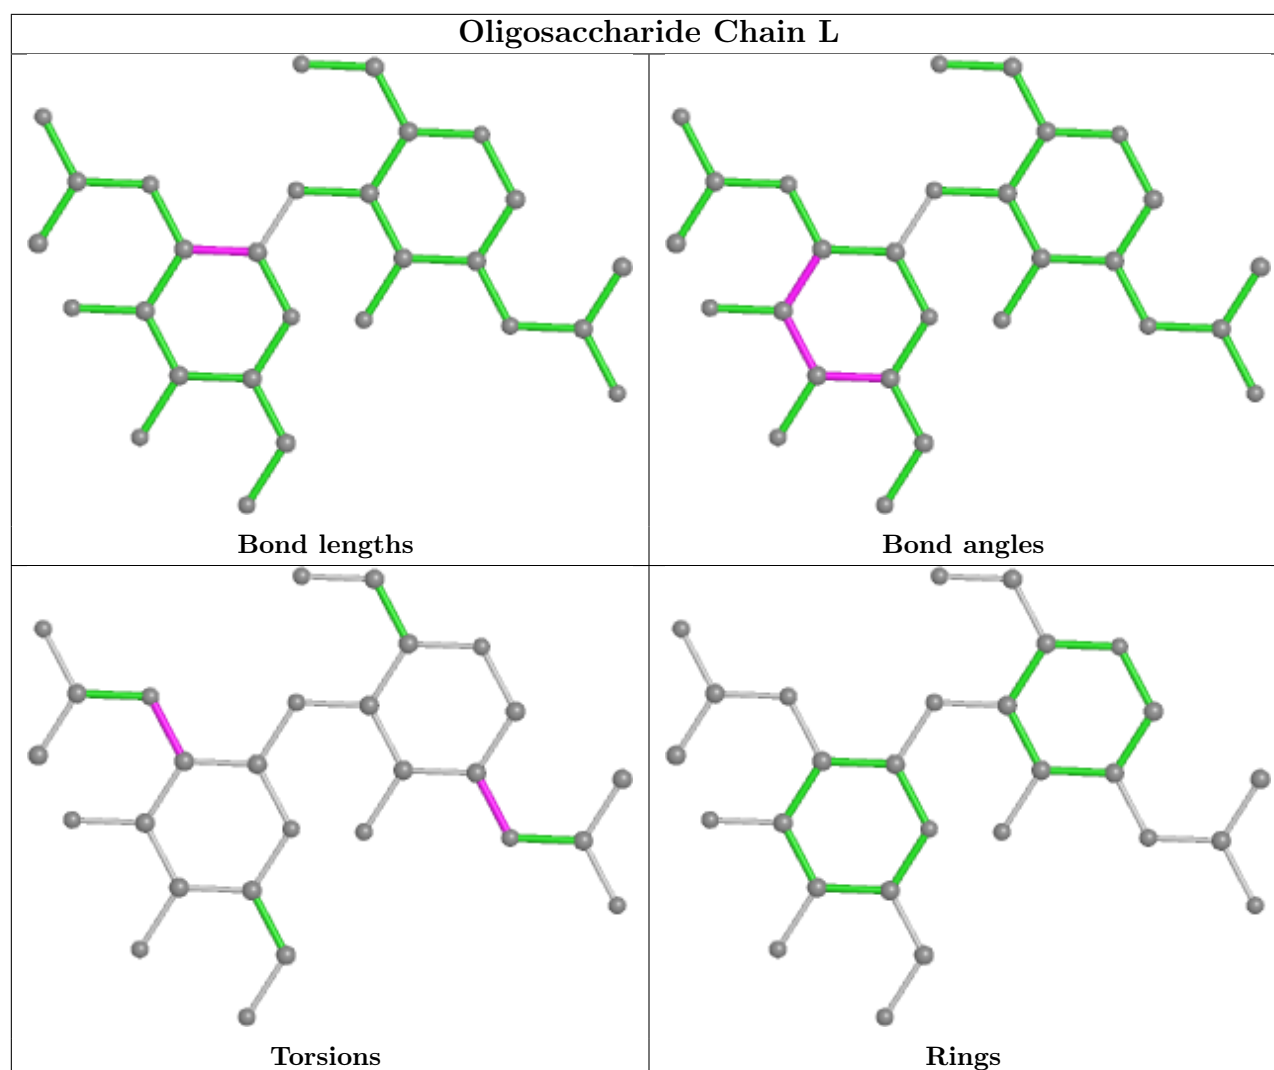 Oligosaccharide Chain L
Bond lengths
Bond angles
Torsions
Rings